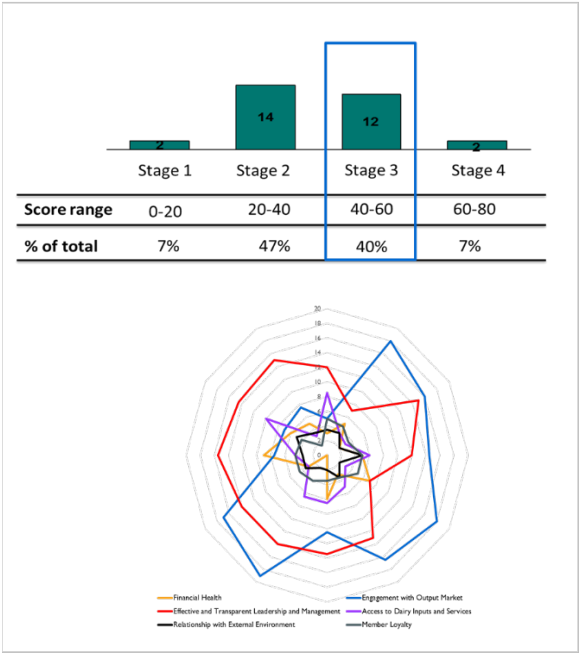 14
12
2
2
Stage 1 Stage 2 Stage 3 Stage 4
Score range 0-20 20-40 40-60 60-80
% of total 7% 47% 40% 7%
20
18
16
14
12
10
8
6
0
Financial Health Engagement with Output Market
Effective and Transparent Leadership and Management Access to Dairy Inputs and Services
Relationship with External Environment Member Loyalty